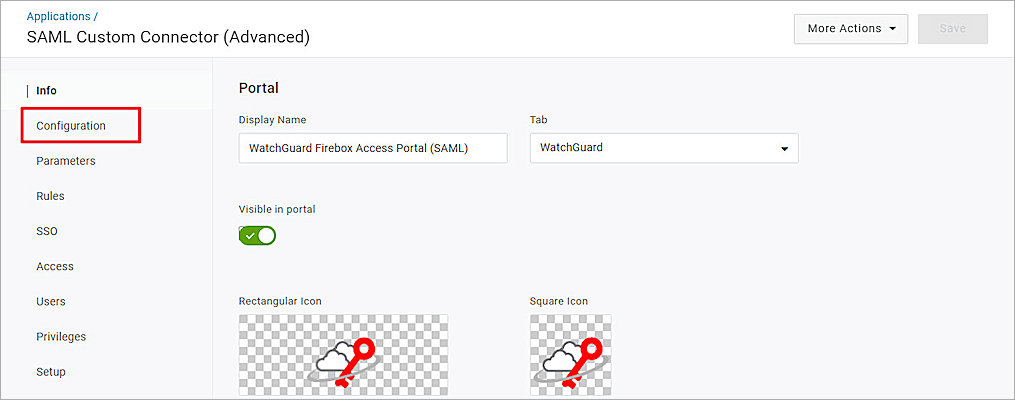 Applications /
SAML Custom Connector (Advanced)
More Actions
Save
Info
Configuration
Parameters
Rules
SSO
Access
Users
Privileges
Setup
Portal
Display Name
Tab
WatchGuard Firebox Access Portal (SAML)
WatchGuard
Visible in portal
Rectangular Icon
Square Icon